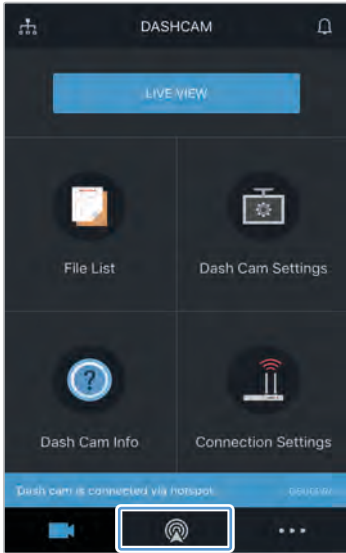 DASHCAM
LIVE VIEW
File List
Dash Cam Settings
?
Dash Cam Info
Connection Settings
Dash cam is connected via hotspot.